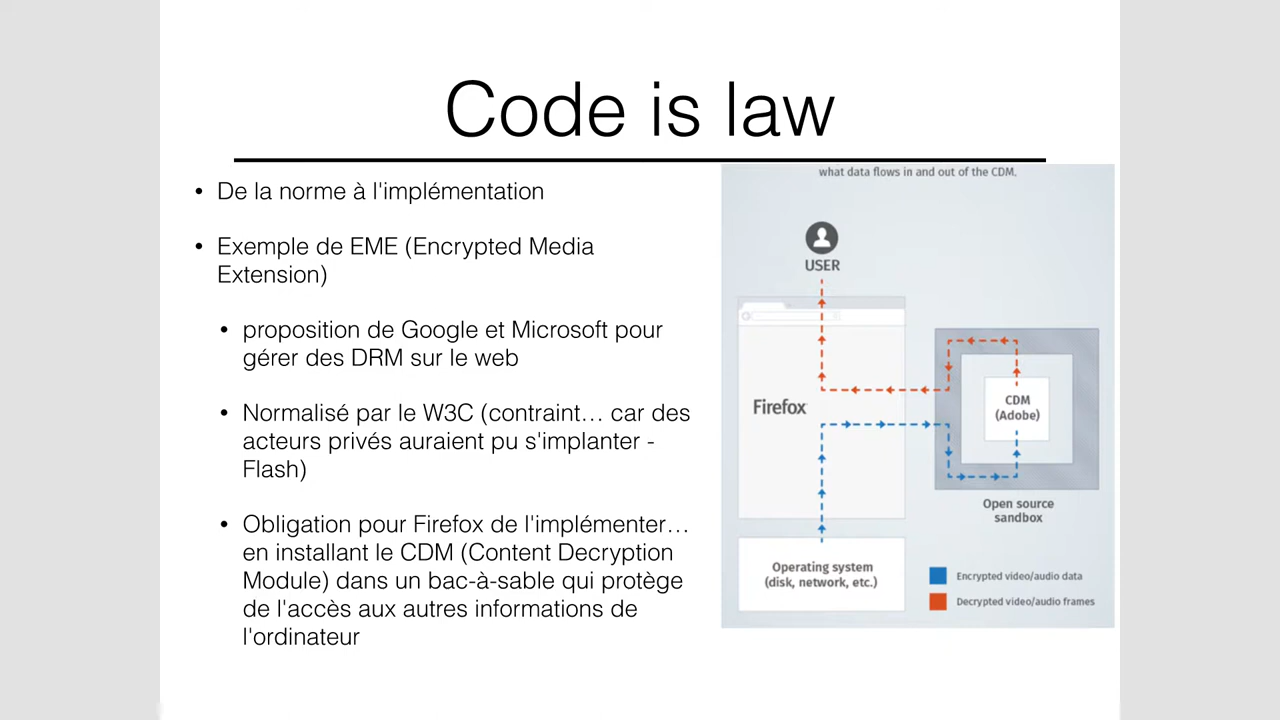 Code is law
• De la norme à l'implémentation
• Exemple de EME (Encrypted Media
Extension)
• proposition de Google et Microsoft pour
gérer des DRM sur le web
• Normalisé par le W3C (contraint… car des
acteurs privés auraient pu s'implanter -
Flash)
• Obligation pour Firefox de l'implémenter…
en installant le CDM (Content Decryption
Module) dans un bac-à-sable qui protège
de l'accès aux autres informations de
l'ordinateur
what data flows in and out of the CDM.
USER
Firefox
CDM
(Adobe)
Open source
sandbox
Operating system
(disk, network, etc.)
Encrypted video/audio data
Decrypted video/audio frames